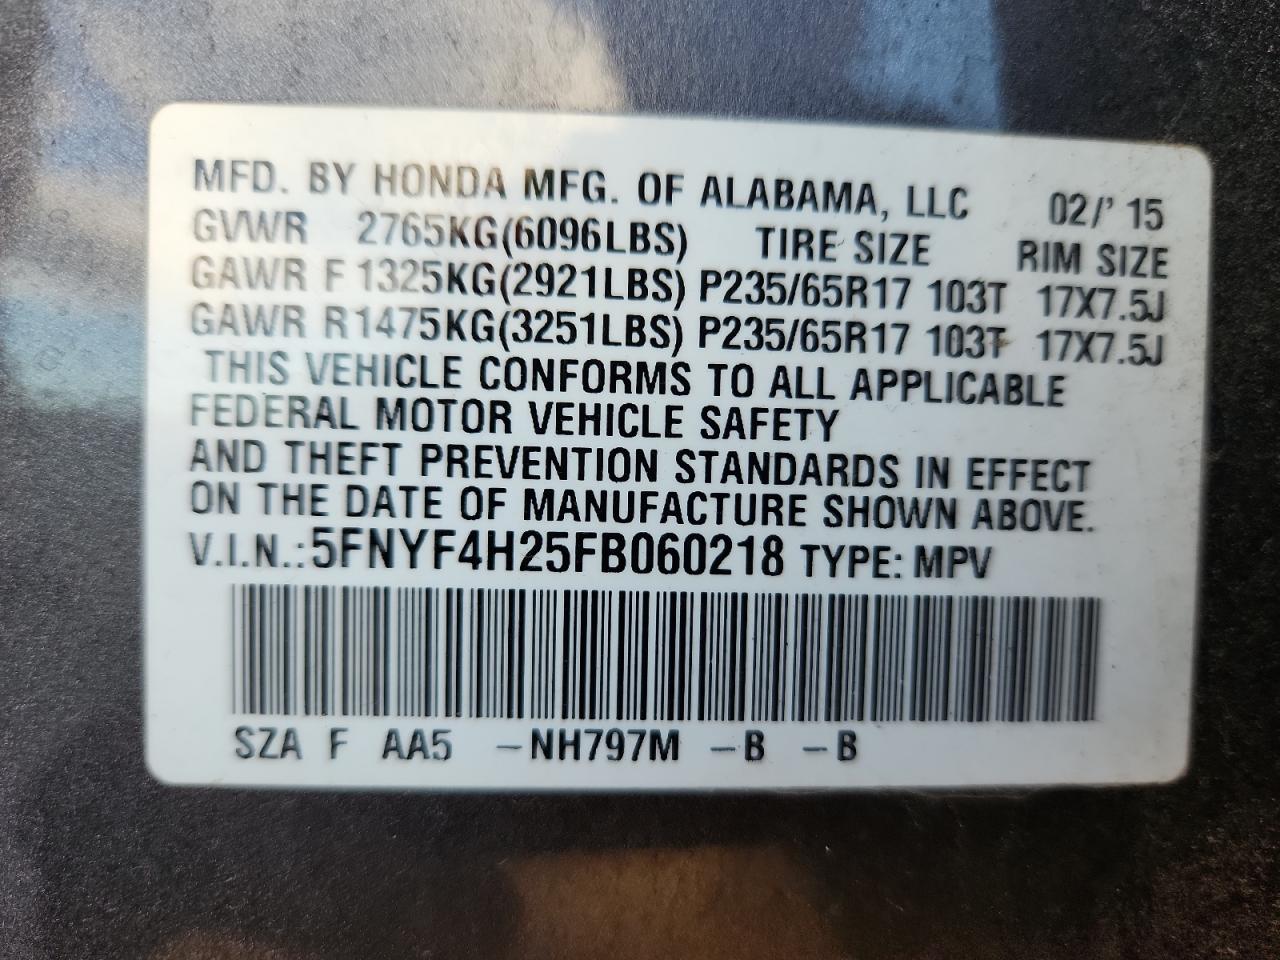 MFD. BY HONDA MFG. OF ALABAMA, LLC 02/' 15
GVWR 2765KG(6096LBS) TIRE SIZE RIM SIZE
GAWR F 1325KG(2921LBS) P235/65R17 103T 17X7.5J
GAWR R1475KG(3251LBS) P235/65R17 103T 17X7.5J
THIS VEHICLE CONFORMS TO ALL APPLICABLE
FEDERAL MOTOR VEHICLE SAFETY
AND THEFT PREVENTION STANDARDS IN EFFECT
ON THE DATE OF MANUFACTURE SHOWN ABOVE.
V.I.N.:5FNYF4H25FB060218 TYPE: MPV
SZA F AA5 -NH797M -B -B